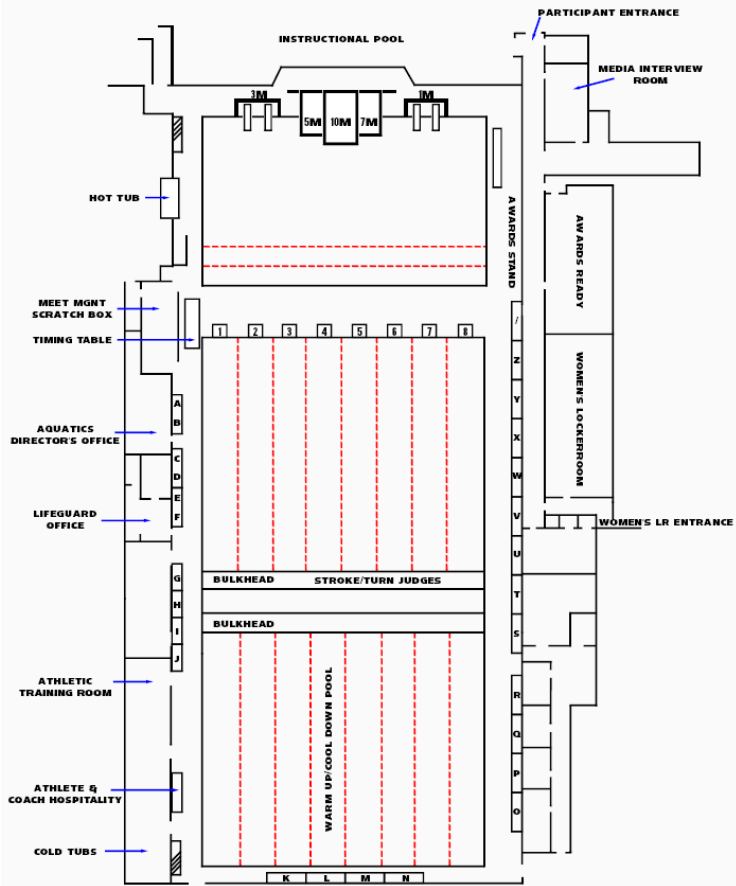 PARTICIPANT ENTRANCE
INSTRUCTIONAL POOL
MEDIA INTERVIEW
ROOM
3M
1M
5M
10M
7M
HOT TUB
AWARDS STAND
AWARDS READY
MEET MGNT
SCRATCH BOX
TIMING TABLE
1
2
3
4
5
6
7
8
/
Z
Y
X
W
V
U
T
S
WOMEN'S LOCKERROOM
A
B
AQUATICS
DIRECTOR'S OFFICE
C
D
E
F
LIFEGUARD
OFFICE
WOMEN'S LR ENTRANCE
G
H
I
J
BULKHEAD
STROKE/TURN JUDGES
BULKHEAD
ATHLETIC
TRAINING ROOM
WARM UP/COOL DOWN POOL
R
Q
P
O
ATHLETE &
COACH HOSPITALITY
COLD TUBS
K
L
M
N